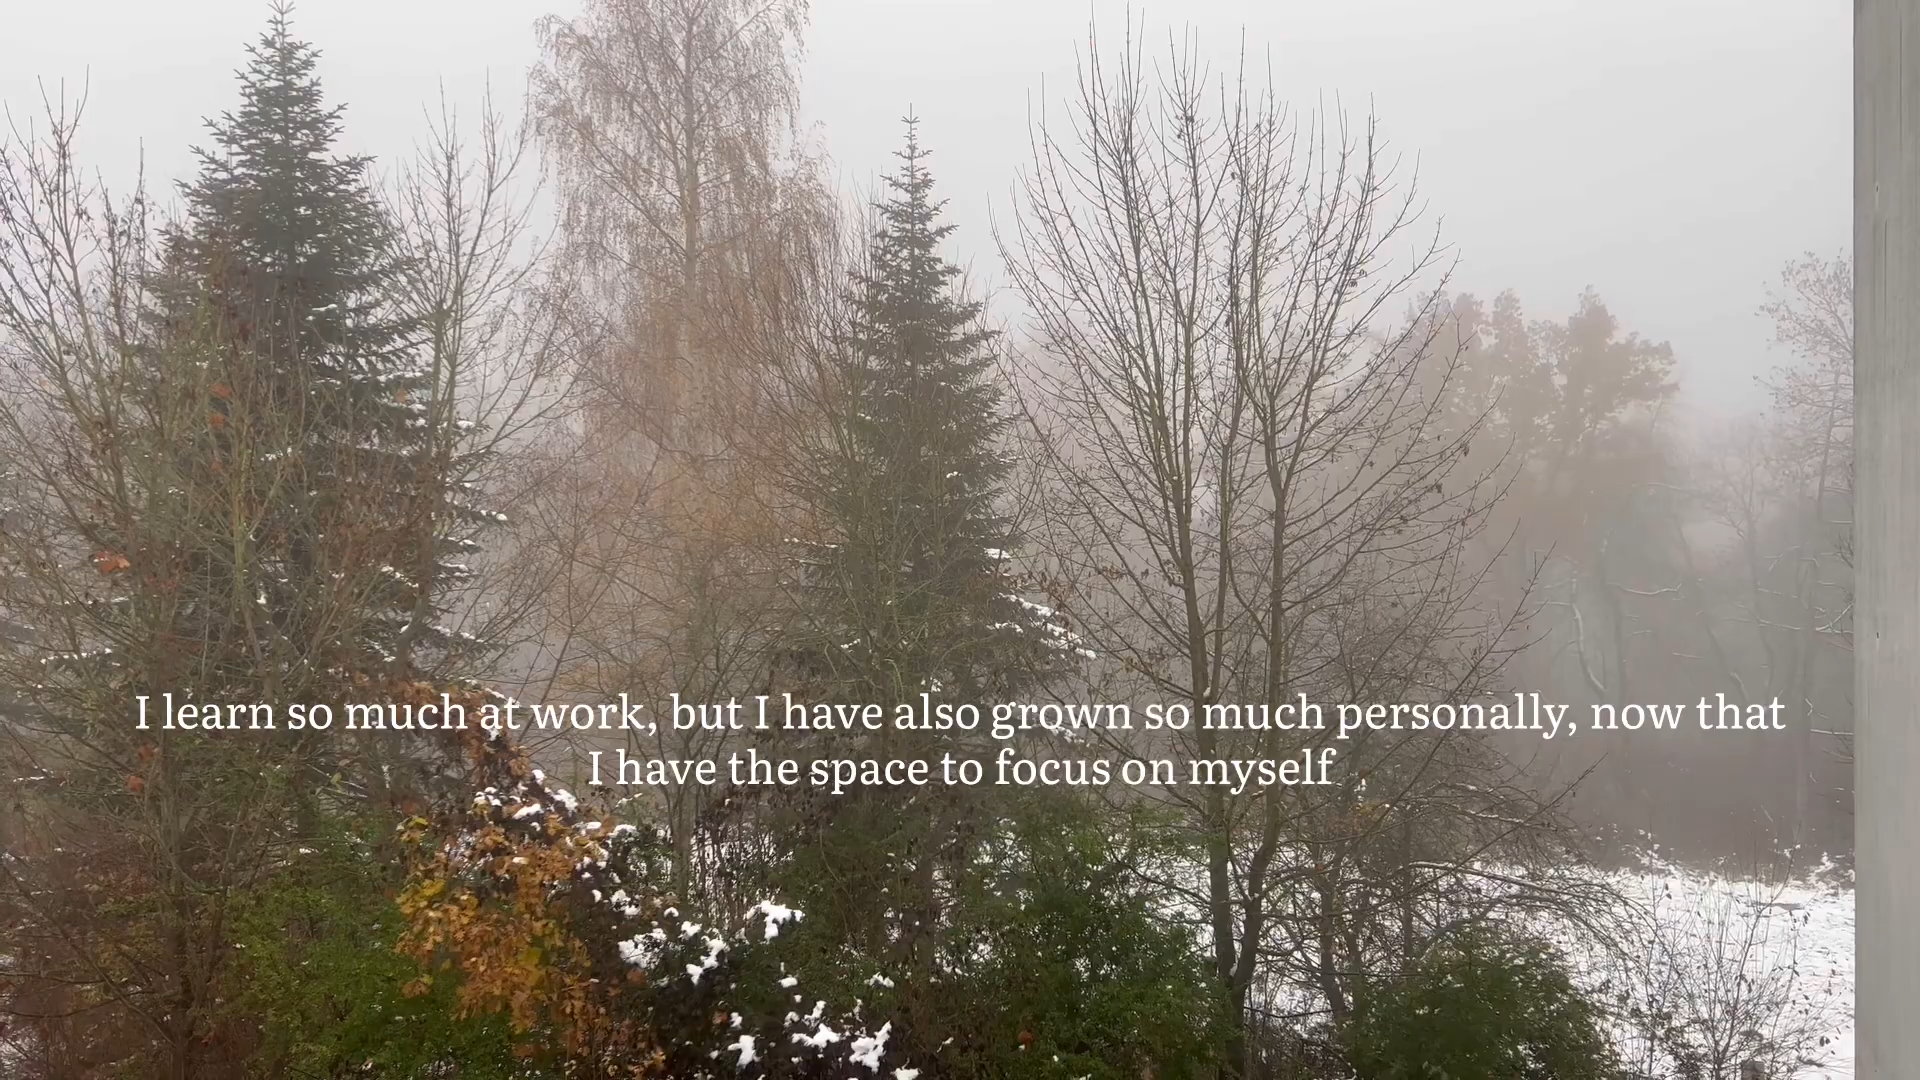 I learn so much at work, but I have also grown so much personally, now that
I have the space to focus on myself